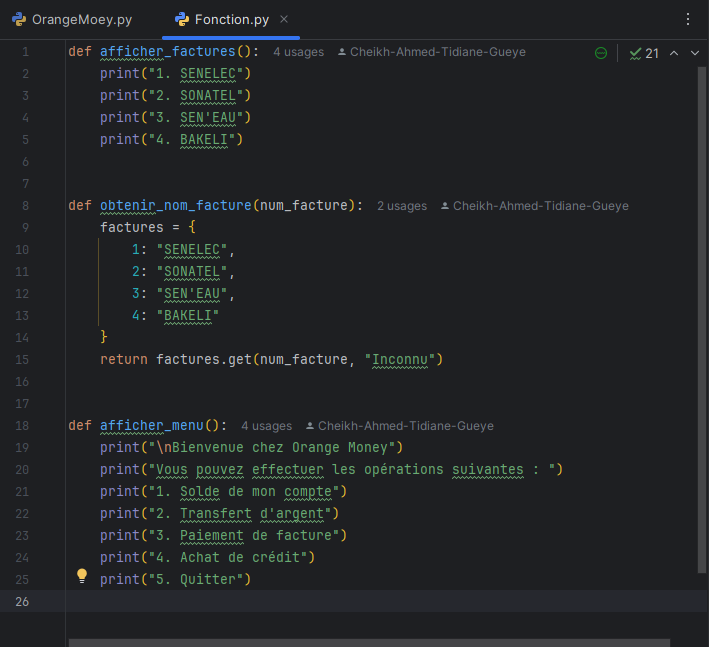 OrangeMoey.py Fonction.py
1 def afficher_factures(): 4 usages Cheikh-Ahmed-Tidiane-Gueye 21
2 print("1. SENELEC")
3 print("2. SONATEL")
4 print("3. SEN'EAU")
5 print("4. BAKELI")
6
7
8 def obtenir_nom_facture(num_facture): 2 usages Cheikh-Ahmed-Tidiane-Gueye
9 factures = {
10 1: "SENELEC",
11 2: "SONATEL",
12 3: "SEN'EAU",
13 4: "BAKELI"
14 }
15 return factures.get(num_facture, "Inconnu")
16
17
18 def afficher_menu(): 4 usages Cheikh-Ahmed-Tidiane-Gueye
19 print("\nBienvenue chez Orange Money")
20 print("Vous pouvez effectuer les opérations suivantes : ")
21 print("1. Solde de mon compte")
22 print("2. Transfert d'argent")
23 print("3. Paiement de facture")
24 print("4. Achat de crédit")
25 print("5. Quitter")
26